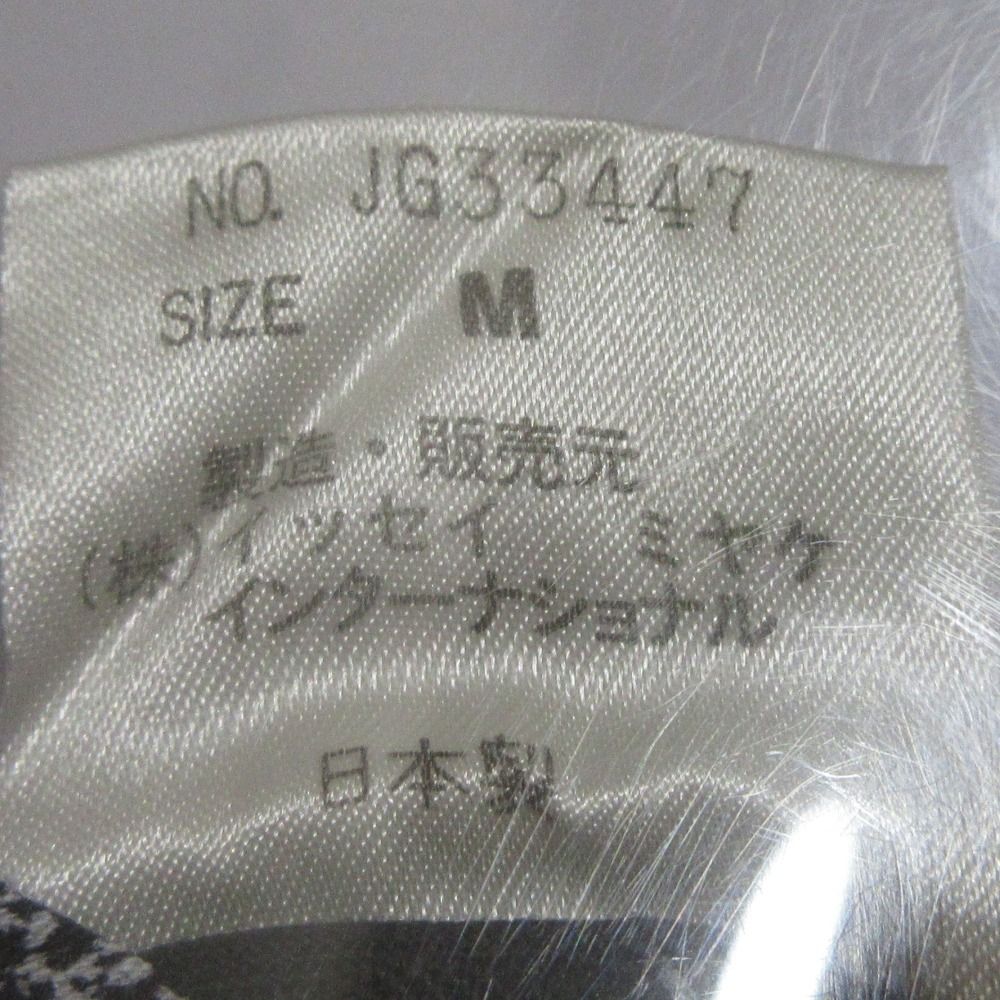 NO. JG33447
SIZE M
製造・販売元
(株)イッセイ ミヤケ
インターナショナル
日本製